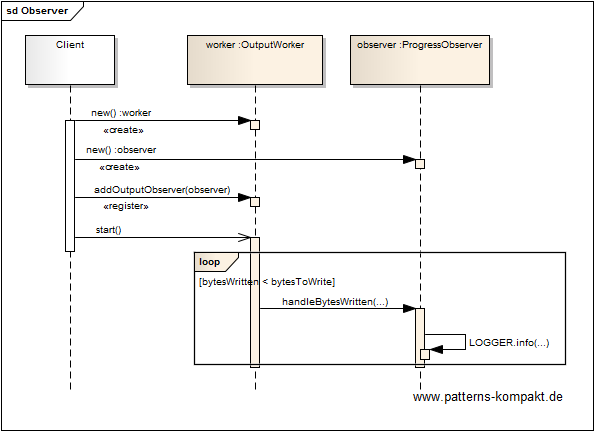 sd Observer
Client
worker :OutputWorker
observer :ProgressObserver
new() :worker
«create»
new() :observer
«create»
addOutputObserver(observer)
«register»
start()
loop
[bytesWritten < bytesToWrite]
handleBytesWritten(...)
LOGGER.info(...)
www.patterns-kompakt.de